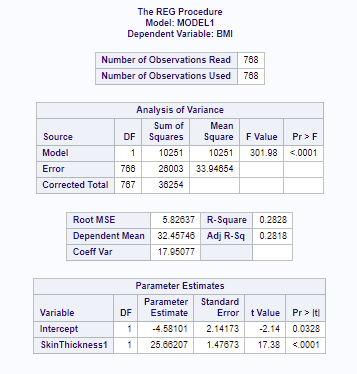 The REG Procedure
Model: MODEL1
Dependent Variable: BMI
Number of Observations Read 768
Number of Observations Used 768
Analysis of Variance
Source DF Sum of Squares Mean Square F Value Pr > F
Model 1 10251 10251 301.98 <.0001
Error 766 26003 33.94654
Corrected Total 767 36254
Root MSE 5.82637 R-Square 0.2828
Dependent Mean 32.45746 Adj R-Sq 0.2818
Coeff Var 17.95077
Parameter Estimates
Variable DF Parameter Estimate Standard Error t Value Pr > |t|
Intercept 1 -4.58101 2.14173 -2.14 0.0328
SkinThickness1 1 25.66207 1.47673 17.38 <.0001